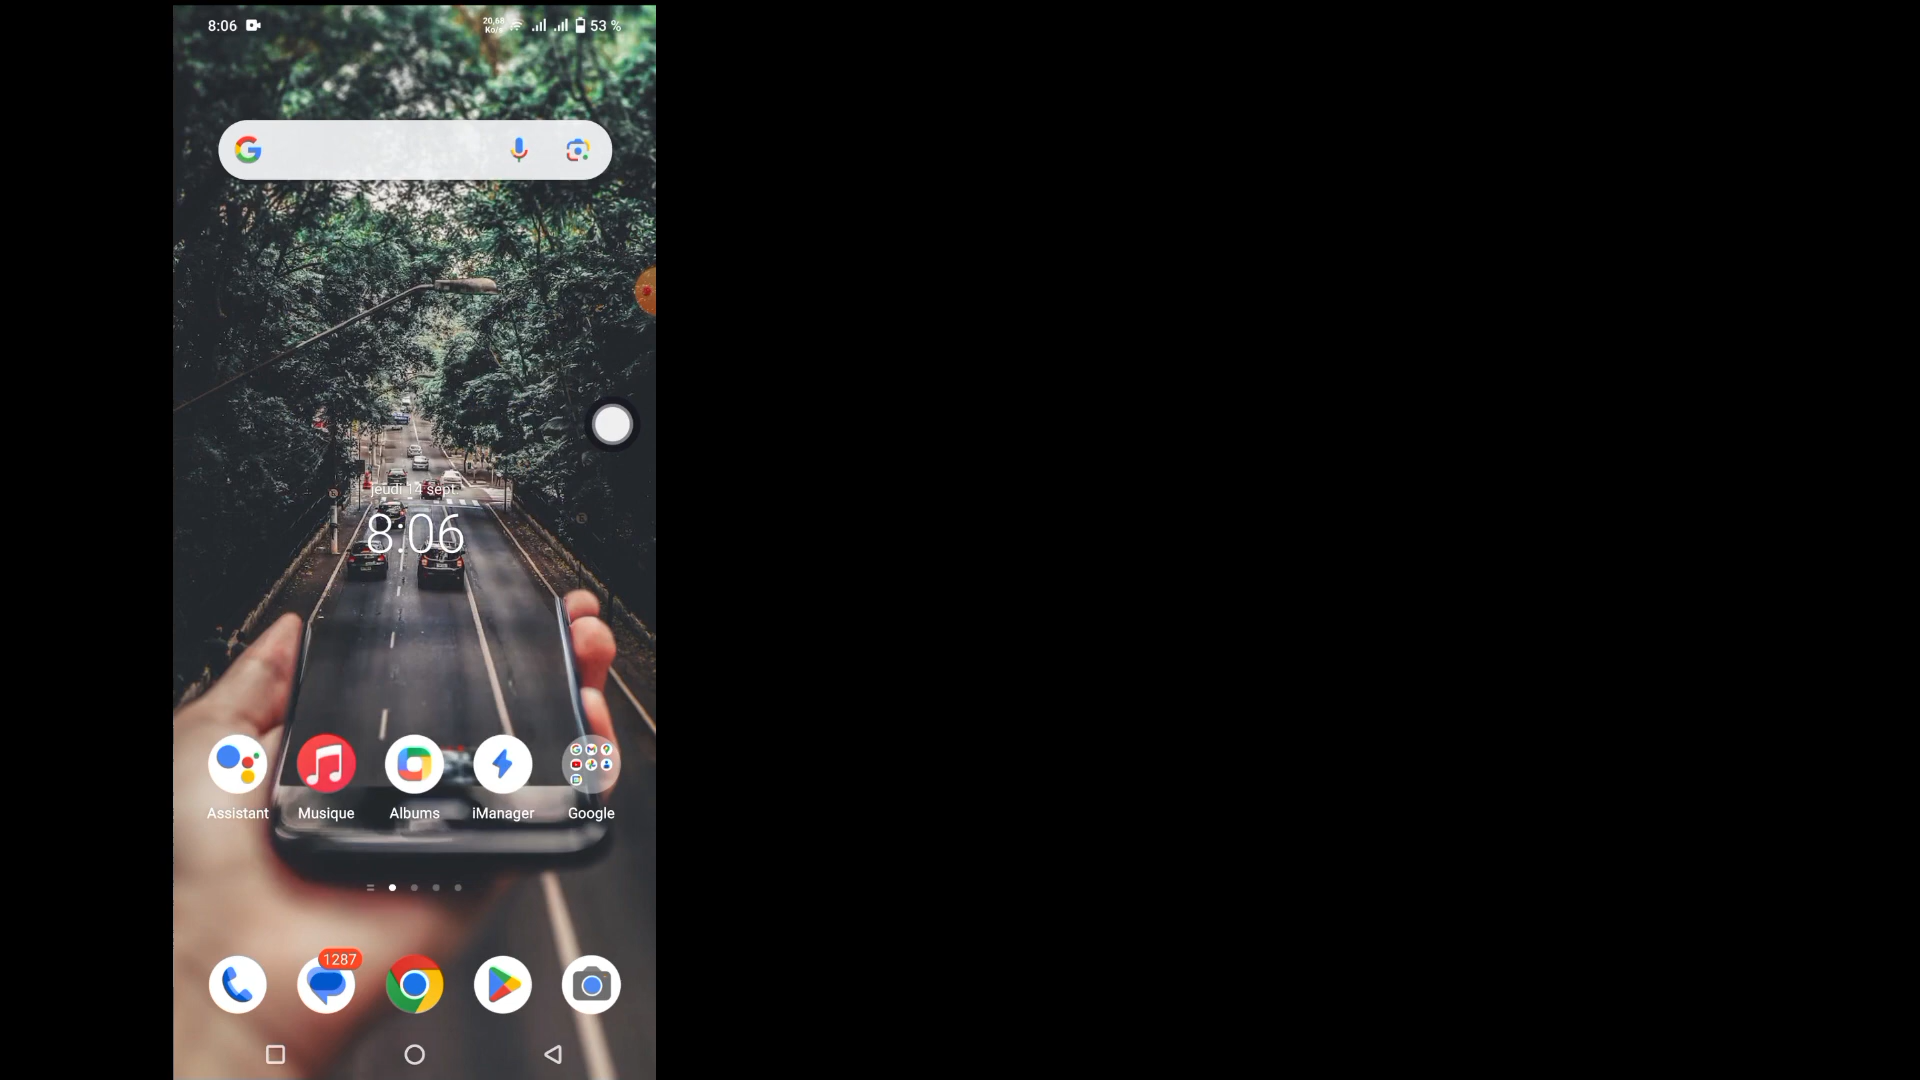 8:06 20,68 53 %
Ko/s
jeudi 14 sept.
8:06
Assistant Musique Albums iManager Google
1287